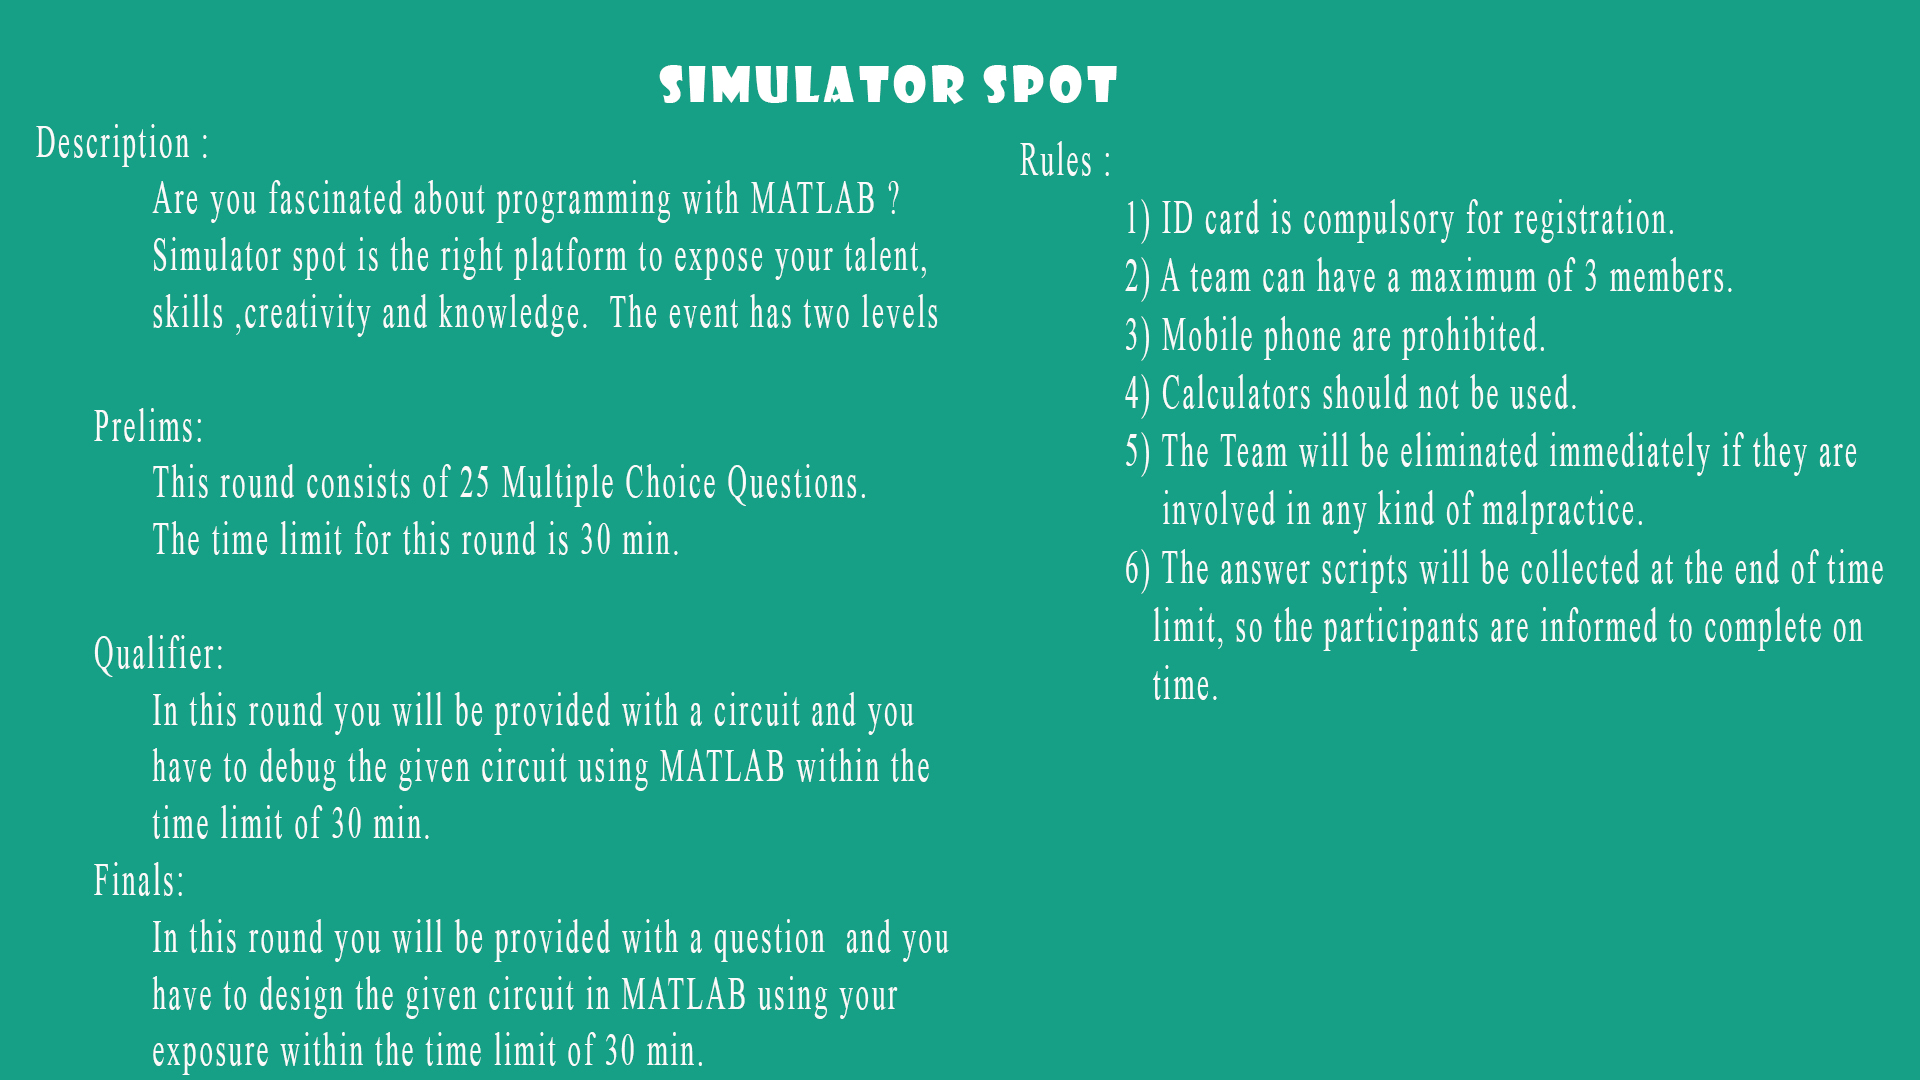 SIMULATOR SPOT
Description :
Are you fascinated about programming with MATLAB ?
Simulator spot is the right platform to expose your talent,
skills ,creativity and knowledge.  The event has two levels
Prelims:
This round consists of 25 Multiple Choice Questions.
The time limit for this round is 30 min.
Qualifier:
In this round you will be provided with a circuit and you
have to debug the given circuit using MATLAB within the
time limit of 30 min.
Finals:
In this round you will be provided with a question  and you
have to design the given circuit in MATLAB using your
exposure within the time limit of 30 min.
Rules :
1) ID card is compulsory for registration.
2) A team can have a maximum of 3 members.
3) Mobile phone are prohibited.
4) Calculators should not be used.
5) The Team will be eliminated immediately if they are
involved in any kind of malpractice.
6) The answer scripts will be collected at the end of time
limit, so the participants are informed to complete on
time.